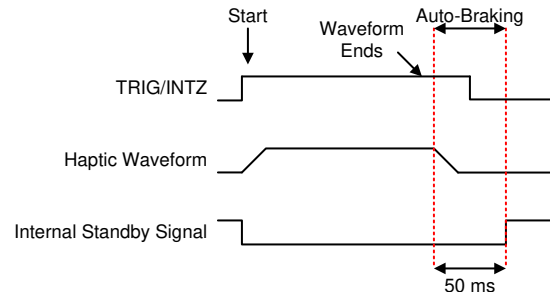 Start
Auto-Braking
Waveform
Ends
TRIG/INTZ
Haptic Waveform
Internal Standby Signal
50 ms